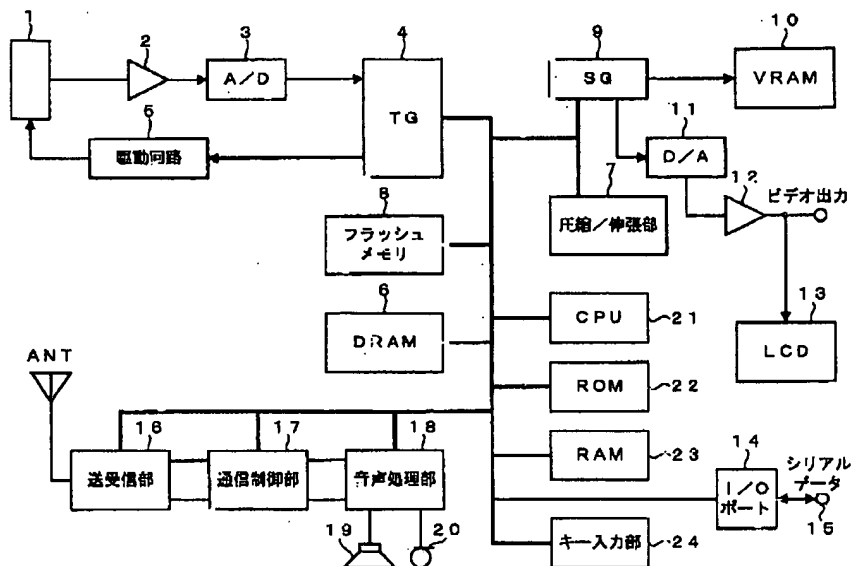 1
2
3
4
9
10
A/D
TG
SG
VRAM
5
駆動回路
11
D/A
7
12
ビデオ出力
8
フラッシュ
メモリ
圧縮/伸張部
6
DRAM
CPU
21
13
LCD
ANT
ROM
22
16
17
18
送受信部
通信制御部
音声処理部
RAM
23
14
シリアル
データ
I/O
ポート
15
19
20
キー入力部
24